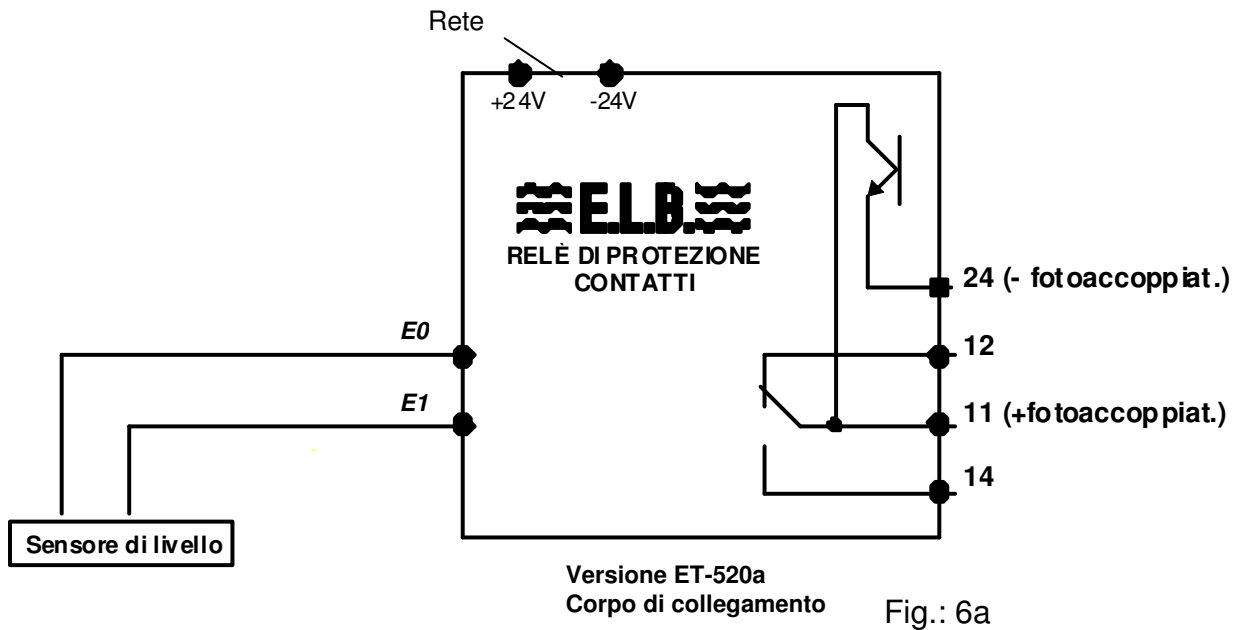 Rete
+24V -24V
E.L.B.
RELÈ DI PROTEZIONE
CONTATTI
24 (- fotoaccoppiat.)
E0
12
E1
11 (+fotoaccoppiat.)
14
Sensore di livello
Versione ET-520a
Corpo di collegamento
Fig.: 6a